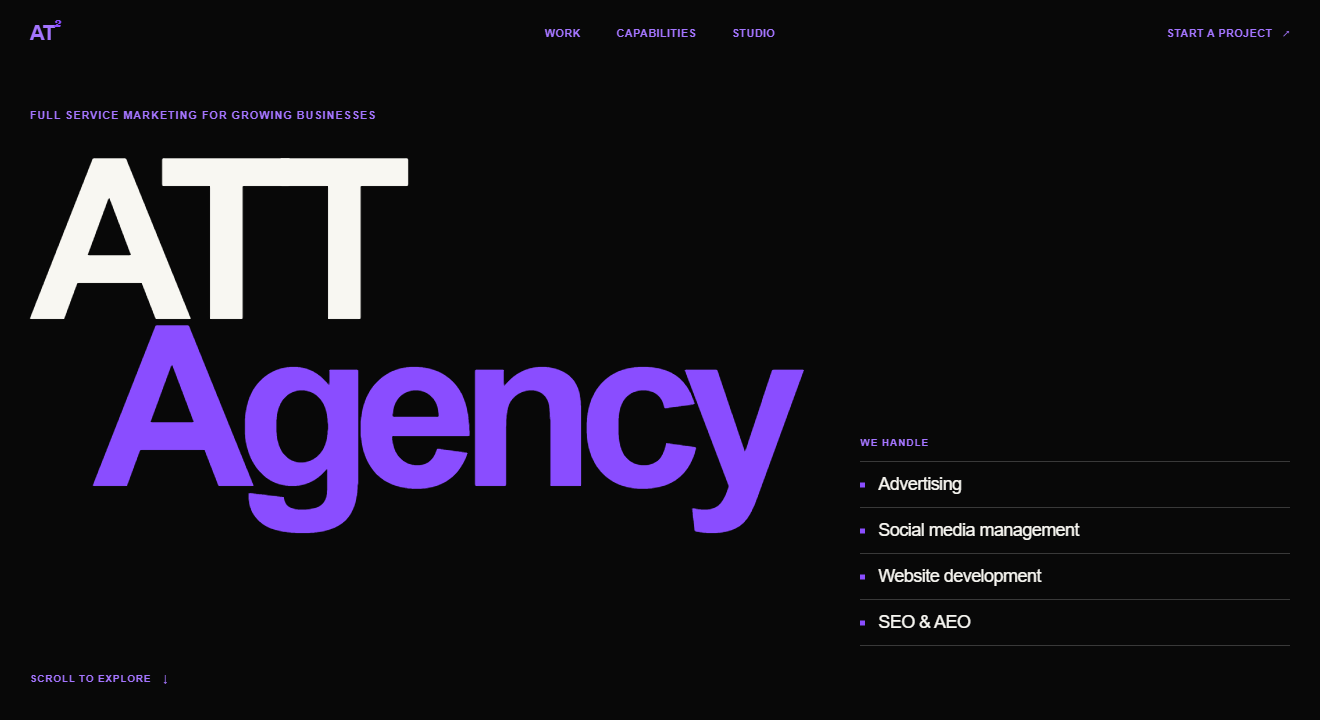 AT²
WORK CAPABILITIES STUDIO
START A PROJECT ↗
FULL SERVICE MARKETING FOR GROWING BUSINESSES
ATT
Agency
WE HANDLE
Advertising
Social media management
Website development
SEO & AEO
SCROLL TO EXPLORE ↓